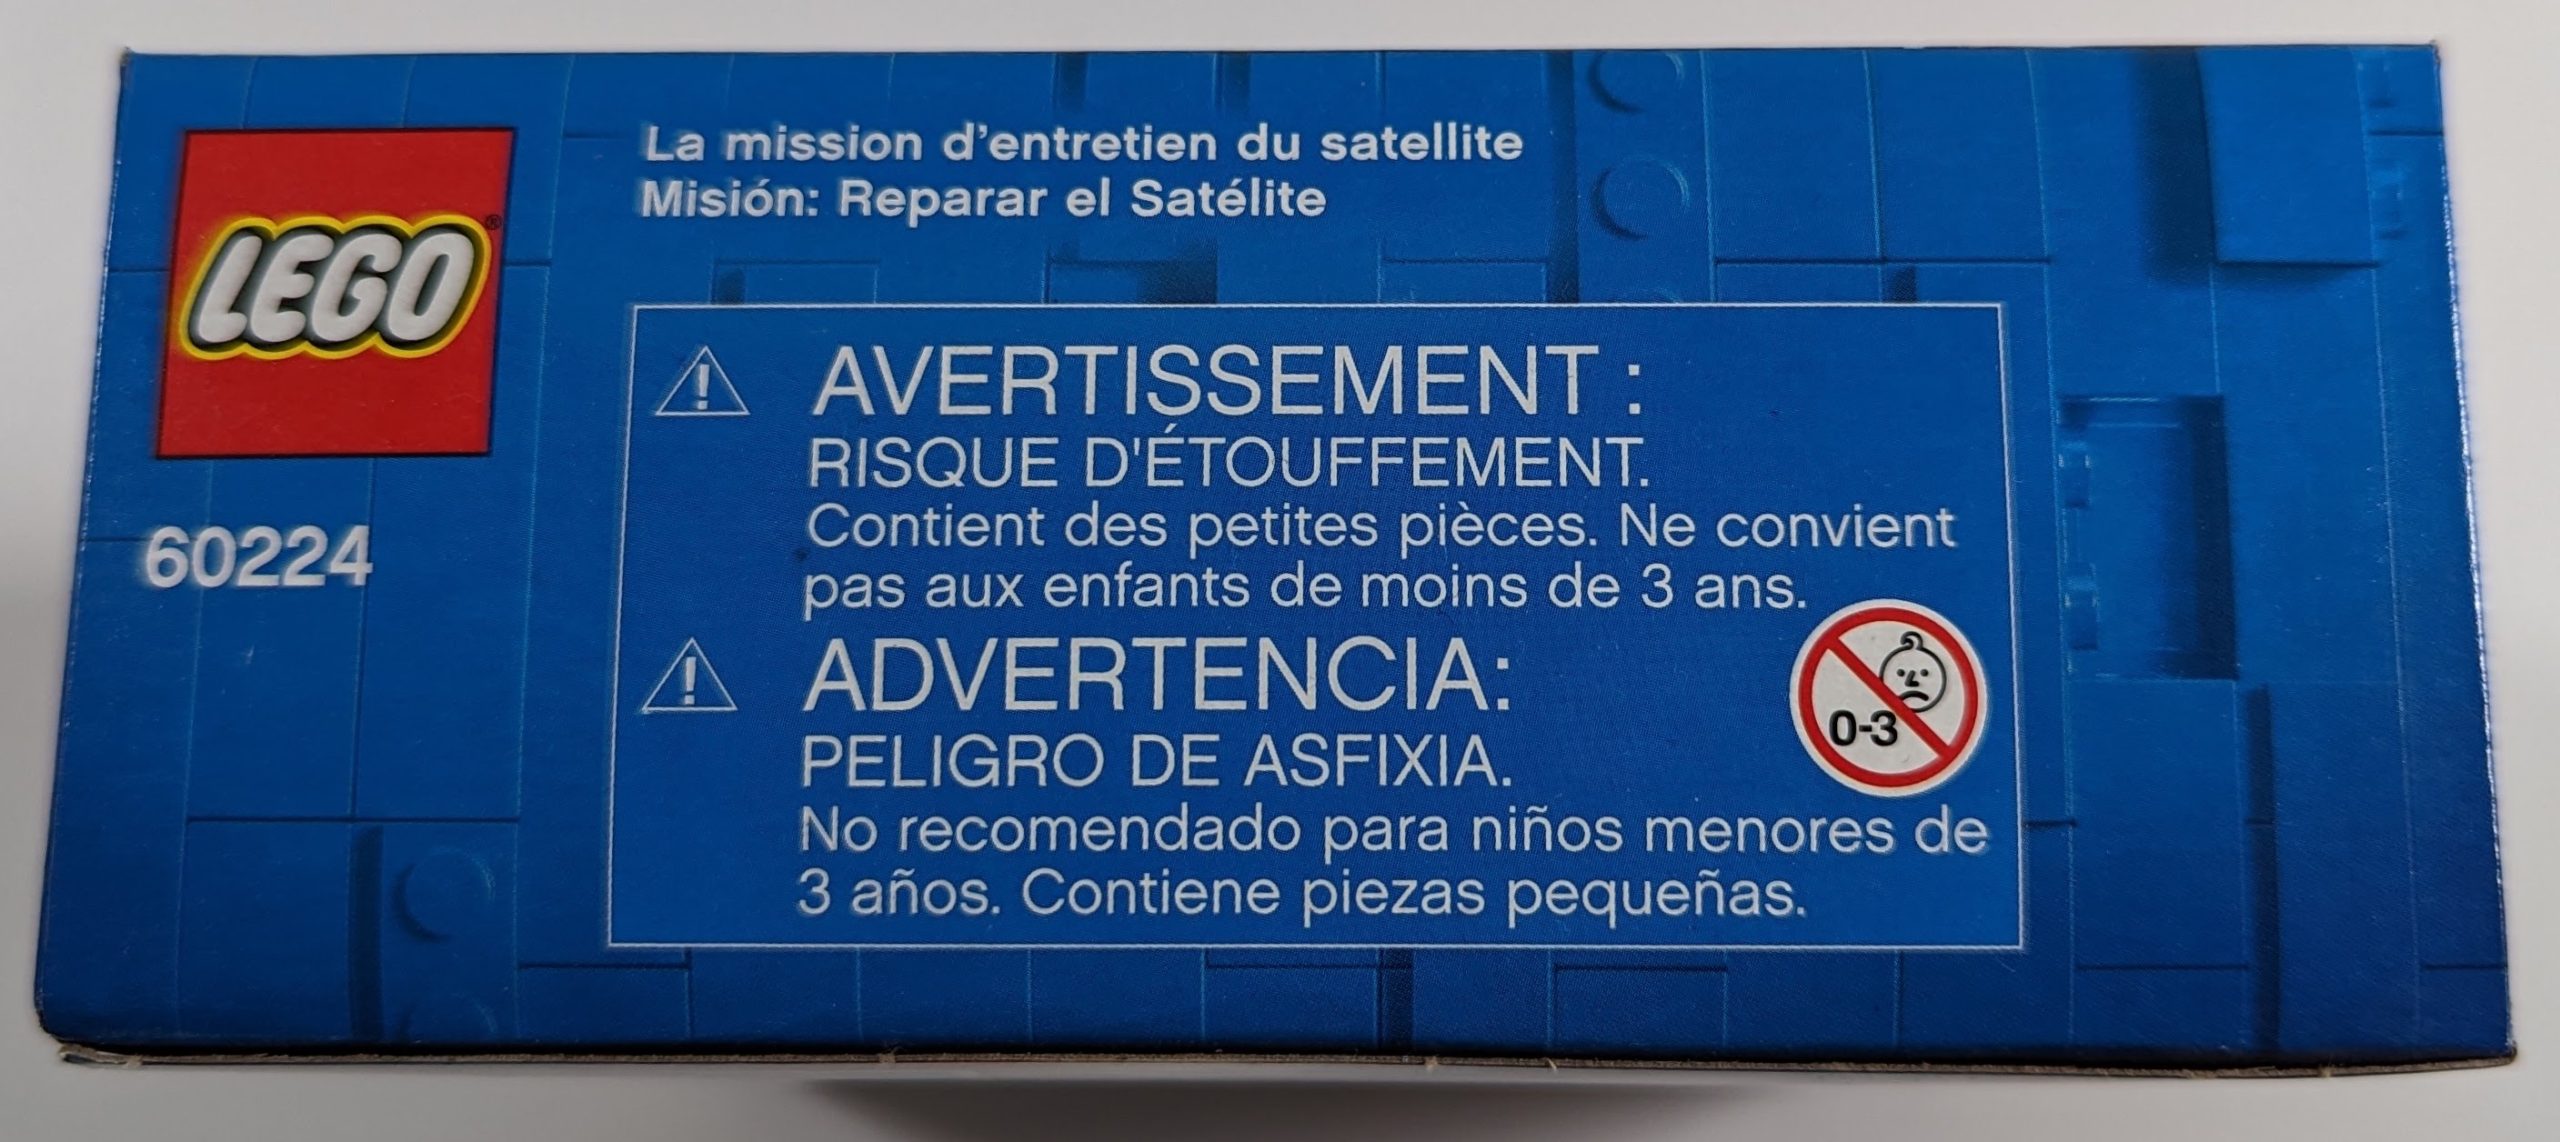 LEGO®
60224
La mission d'entretien du satellite
Misión: Reparar el Satélite
AVERTISSEMENT :
RISQUE D'ÉTOUFFEMENT.
Contient des petites pièces. Ne convient
pas aux enfants de moins de 3 ans.
ADVERTENCIA:
PELIGRO DE ASFIXIA.
No recomendado para niños menores de
3 años. Contiene piezas pequeñas.
0-3